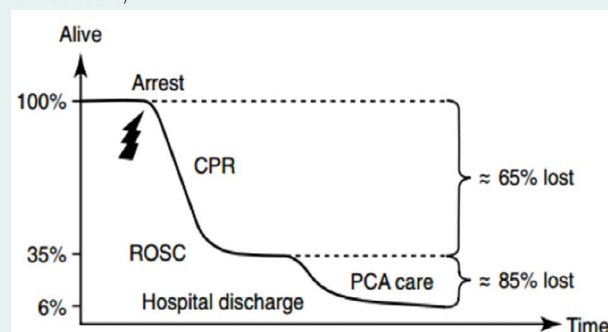 Alive
Arrest
100%
CPR
≈ 65% lost
35%
ROSC
PCA care
≈ 85% lost
6%
Hospital discharge
Time